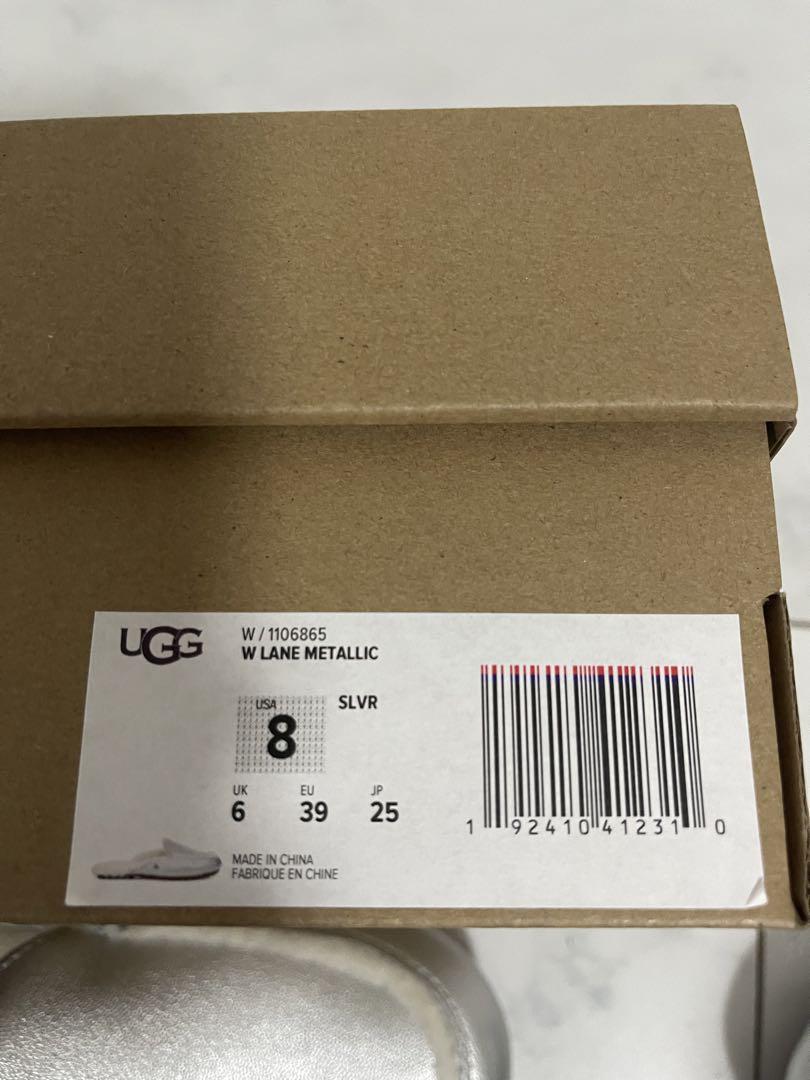 UGG
W / 1106865
W LANE METALLIC
USA
8
SLVR
UK EU JP
6 39 25
MADE IN CHINA
FABRIQUE EN CHINE
1 92410 41231 0